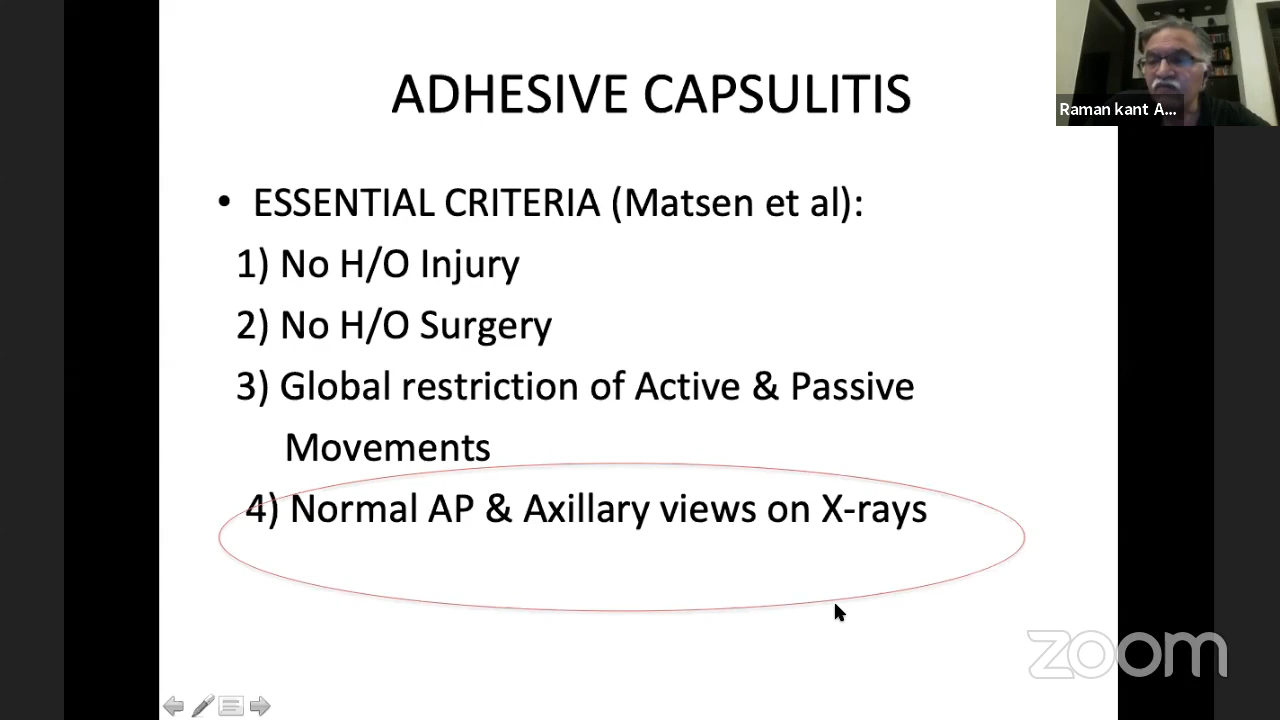 ADHESIVE CAPSULITIS
Raman kant A...
• ESSENTIAL CRITERIA (Matsen et al):
1) No H/O Injury
2) No H/O Surgery
3) Global restriction of Active & Passive
Movements
4) Normal AP & Axillary views on X-rays
zoom